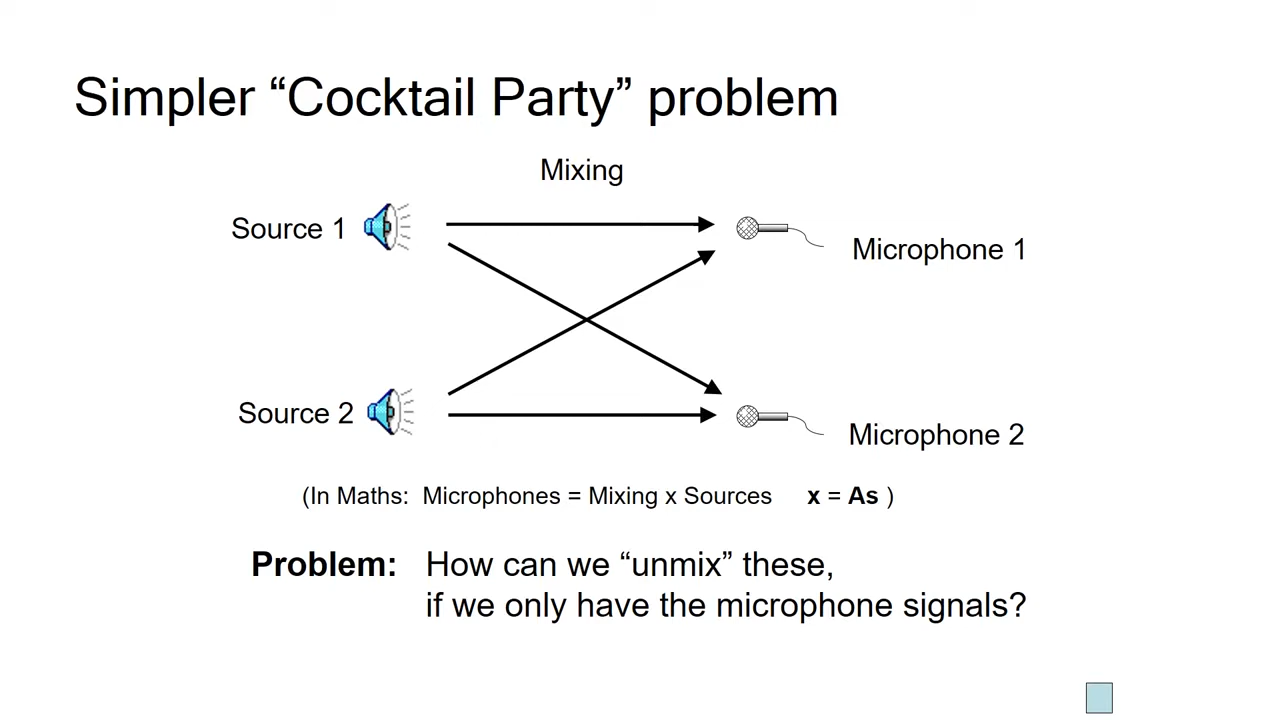 Simpler “Cocktail Party” problem
Mixing
Source 1
Microphone 1
Source 2
Microphone 2
(In Maths: Microphones = Mixing x Sources x = As )
Problem: How can we “unmix” these,
if we only have the microphone signals?